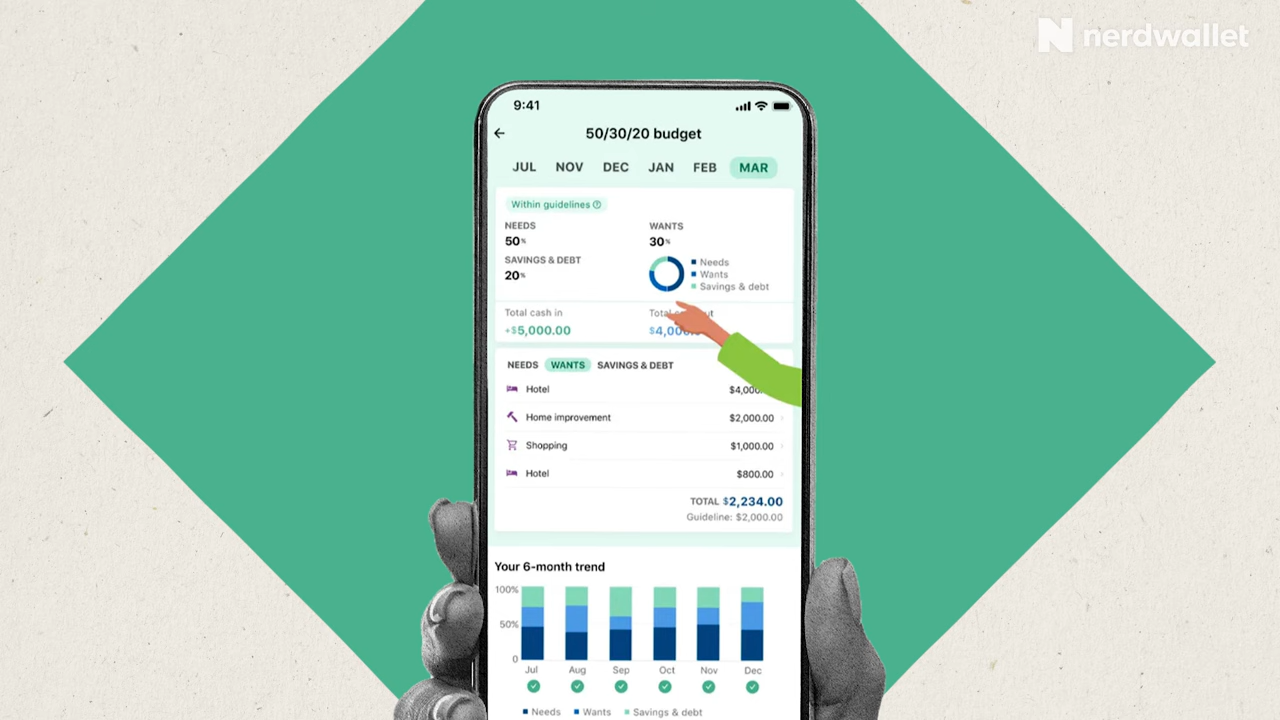 nerdwallet
9:41
50/30/20 budget
JUL NOV DEC JAN FEB MAR
Within guidelines
NEEDS
50%
WANTS
30%
SAVINGS & DEBT
20%
Needs
Wants
Savings & debt
Total cash in
+$5,000.00
Total
$4,0
NEEDS WANTS SAVINGS & DEBT
Hotel $4,000.
Home improvement $2,000.00
Shopping $1,000.00
Hotel $800.00
TOTAL $2,234.00
Guideline: $2,000.00
Your 6-month trend
100%
50%
0
Jul Aug Sep Oct Nov Dec
Needs Wants Savings & debt